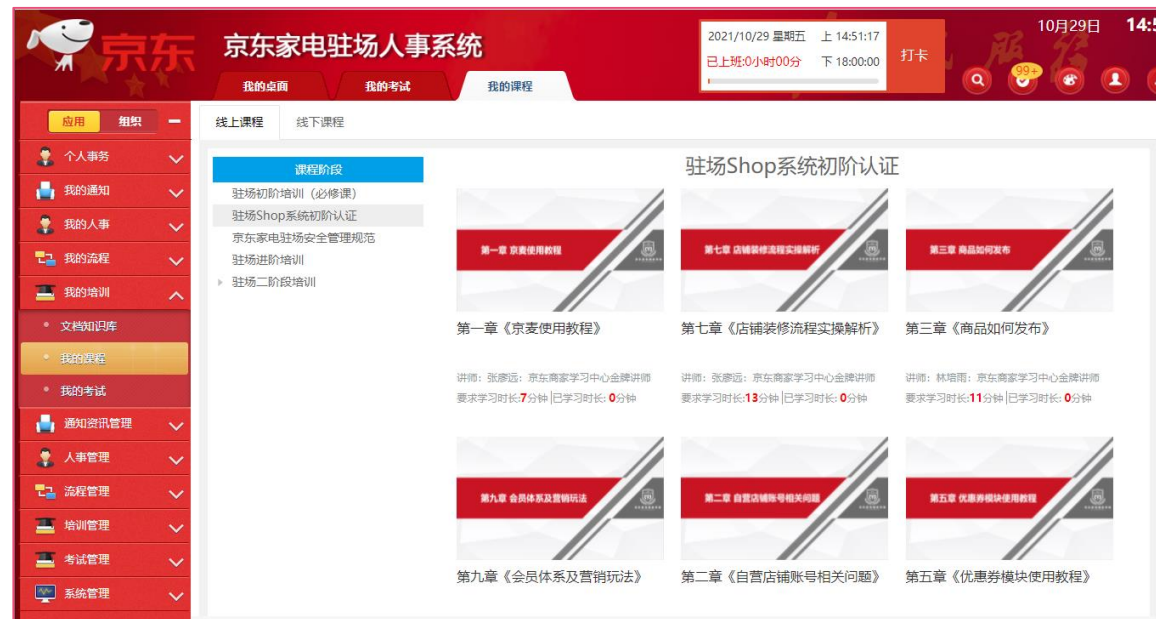 京东
京东家电驻场人事系统
2021/10/29 星期五 上 14:51:17
已上班:0小时00分 下 18:00:00
打卡
10月29日 14:5
99+
我的桌面 我的考试 我的课程
应用 组织
线上课程 线下课程
个人事务
我的通知
我的人事
我的流程
我的培训
文档知识库
我的课程
我的考试
通知资讯管理
人事管理
流程管理
培训管理
考试管理
系统管理
课程阶段
驻场初阶培训（必修课）
驻场Shop系统初阶认证
京东家电驻场安全管理规范
驻场进阶培训
驻场二阶段培训
驻场Shop系统初阶认证
第一章 京麦使用教程
第七章 店铺装修流程实操解析
第三章 商品如何发布
第一章《京麦使用教程》
第七章《店铺装修流程实操解析》
第三章《商品如何发布》
讲师：张廖远：京东商家学习中心金牌讲师
讲师：张廖远：京东商家学习中心金牌讲师
讲师：林培雨：京东商家学习中心金牌讲师
要求学习时长:7分钟|已学习时长: 0分钟
要求学习时长:13分钟|已学习时长: 0分钟
要求学习时长:11分钟|已学习时长: 0分钟
第九章 会员体系及营销玩法
第二章 自营店铺账号相关问题
第五章 优惠券模块使用教程
第九章《会员体系及营销玩法》
第二章《自营店铺账号相关问题》
第五章《优惠券模块使用教程》